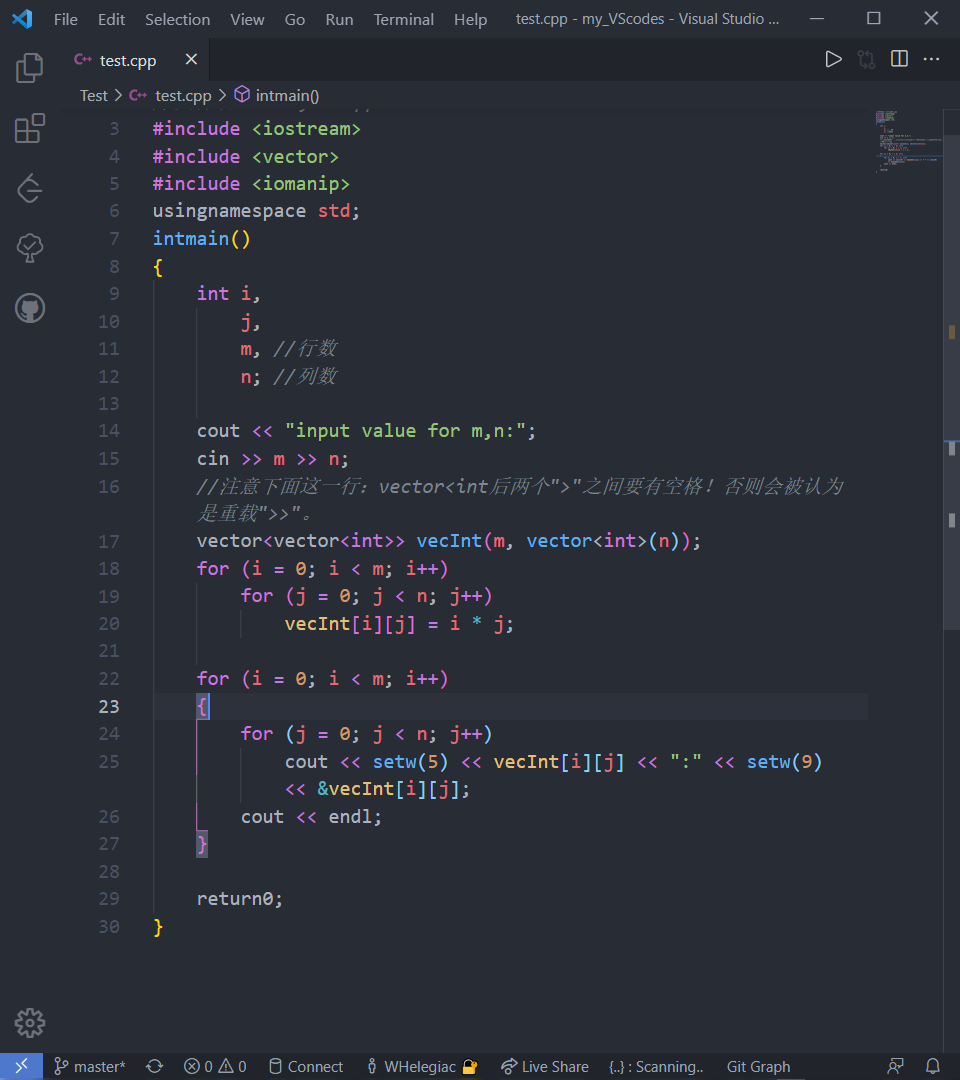 File Edit Selection View Go Run Terminal Help test.cpp - my_VScodes - Visual Studio ...
C++ test.cpp
Test > C++ test.cpp > intmain()
3 #include <iostream>
4 #include <vector>
5 #include <iomanip>
6 usingnamespace std;
7 intmain()
8 {
9 int i,
10 j,
11 m, //行数
12 n; //列数
13
14 cout << "input value for m,n:";
15 cin >> m >> n;
16 //注意下面这一行：vector<int后两个">"之间要有空格！否则会被认为
是重载">>"。
17 vector<vector<int>> vecInt(m, vector<int>(n));
18 for (i = 0; i < m; i++)
19 for (j = 0; j < n; j++)
20 vecInt[i][j] = i * j;
21
22 for (i = 0; i < m; i++)
23 {
24 for (j = 0; j < n; j++)
25 cout << setw(5) << vecInt[i][j] << ":" << setw(9)
<< &vecInt[i][j];
26 cout << endl;
27 }
28
29 return0;
30 }
master* 0 0 Connect WHelegiac Live Share {..} : Scanning.. Git Graph